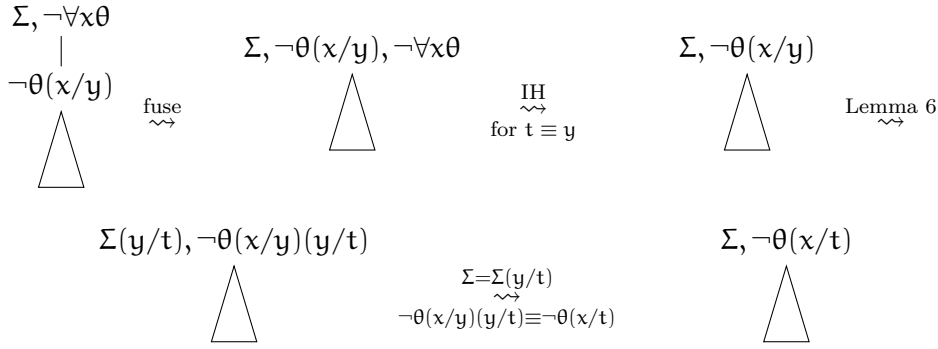 Σ, ¬∀xθ
¬θ(x/y)
fuse
⇝
Σ, ¬θ(x/y), ¬∀xθ
IH
⇝
for t ≡ y
Σ, ¬θ(x/y)
Lemma 6
⇝
Σ(y/t), ¬θ(x/y)(y/t)
Σ=Σ(y/t)
⇝
¬θ(x/y)(y/t)≡¬θ(x/t)
Σ, ¬θ(x/t)